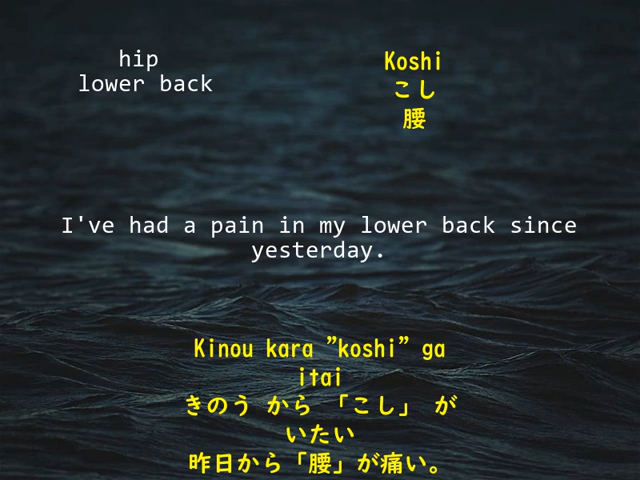 hip
lower back
Koshi
こし
腰
I've had a pain in my lower back since
yesterday.
Kinou kara ”koshi” ga
itai
きのう から 「こし」 が
いたい
昨日から「腰」が痛い。